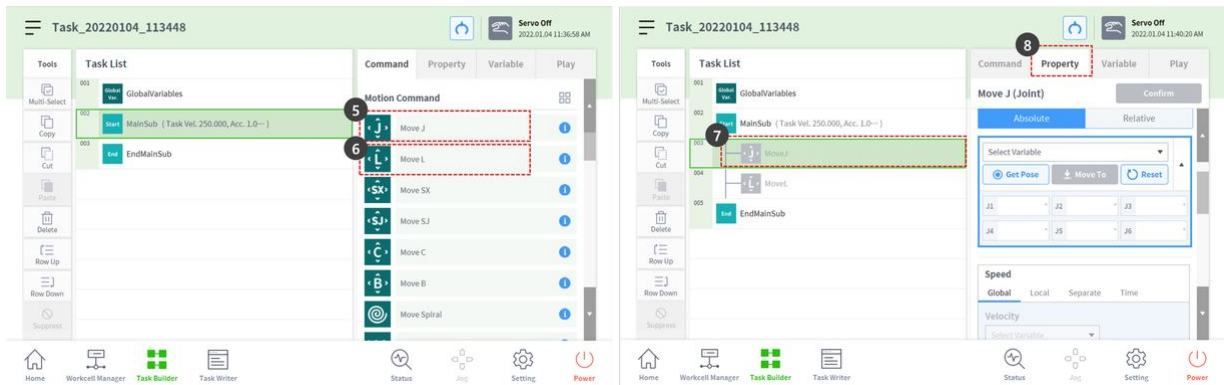 Task_20220104_113448
Servo Off
2022.01.04 11:36:58 AM
Tools
Task List
Command Property Variable Play
Multi-Select
Copy
Cut
Paste
Delete
Row Up
Row Down
Suppress
001 Global Var. GlobalVariables
002 Start MainSub ( Task Vel. 250.000, Acc. 1.0··· )
003 End EndMainSub
Motion Command
5
J Move J
6
L Move L
SX Move SX
SJ Move SJ
C Move C
B Move B
Move Spiral
Home Workcell Manager Task Builder Task Writer Status Jog Setting Power
Task_20220104_113448
Servo Off
2022.01.04 11:40:20 AM
8
Tools
Task List
Command Property Variable Play
Multi-Select
Copy
Cut
Paste
Delete
Row Up
Row Down
Suppress
001 Global Var. GlobalVariables
002 Start MainSub ( Task Vel. 250.000, Acc. 1.0··· )
7
003 J MoveJ
004 L MoveL
005 End EndMainSub
Move J (Joint) Confirm
Absolute Relative
Select Variable
Get Pose Move To Reset
J1 ° J2 ° J3 °
J4 ° J5 ° J6 °
Speed
Global Local Separate Time
Velocity
Select Variable
Home Workcell Manager Task Builder Task Writer Status Jog Setting Power